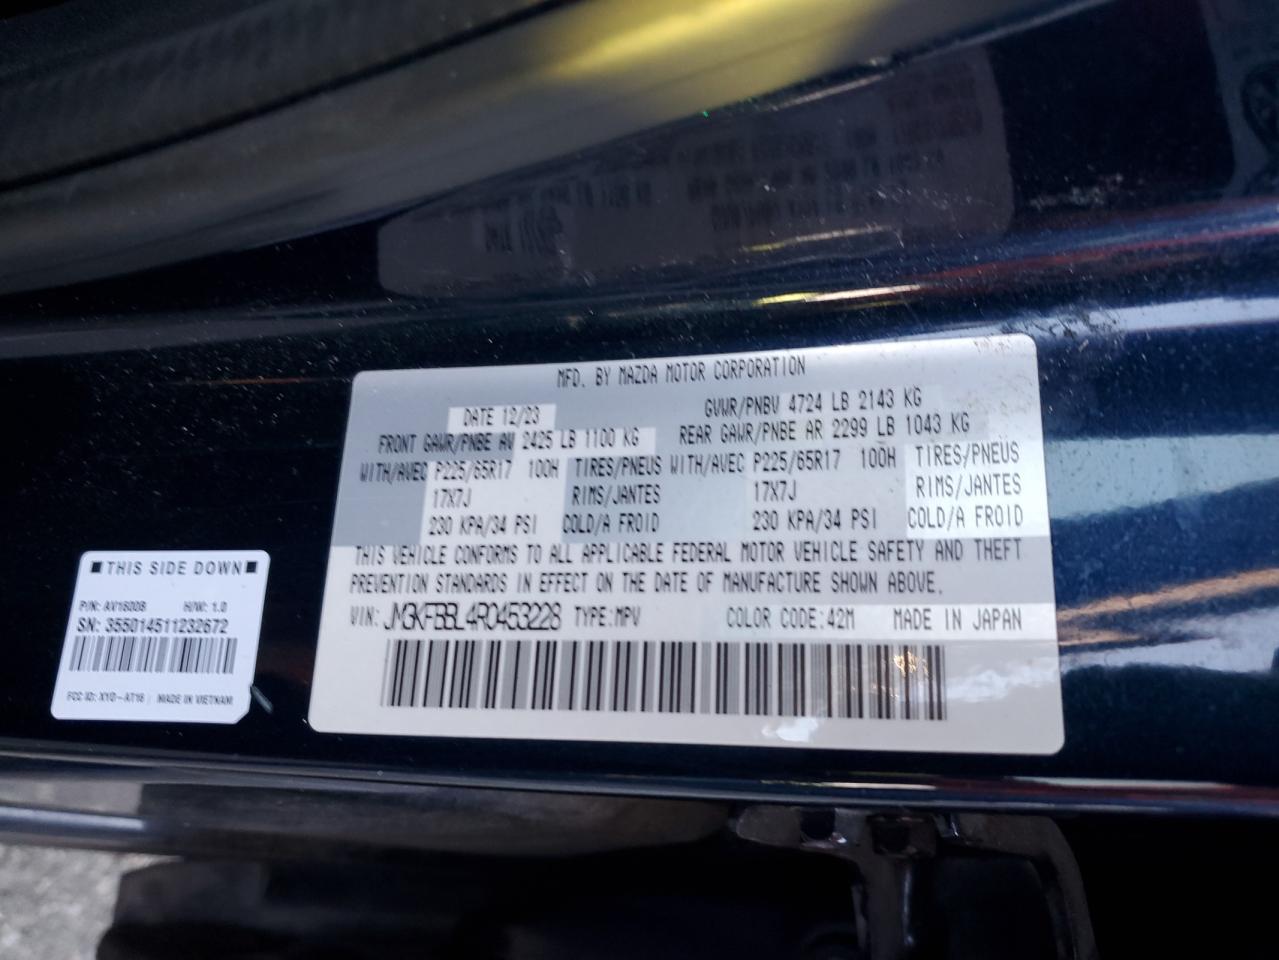 MFD. BY MAZDA MOTOR CORPORATION
DATE 12/23 GVWR/PNBV 4724 LB 2143 KG
FRONT GAWR/PNBE AV 2425 LB 1100 KG REAR GAWR/PNBE AR 2299 LB 1043 KG
WITH/AVEC P225/65R17 100H TIRES/PNEUS WITH/AVEC P225/65R17 100H TIRES/PNEUS
17X7J RIMS/JANTES 17X7J RIMS/JANTES
230 KPA/34 PSI COLD/A FROID 230 KPA/34 PSI COLD/A FROID
THIS VEHICLE CONFORMS TO ALL APPLICABLE FEDERAL MOTOR VEHICLE SAFETY AND THEFT
PREVENTION STANDARDS IN EFFECT ON THE DATE OF MANUFACTURE SHOWN ABOVE.
VIN: JM3KFBBL4R0453228 TYPE:MPV COLOR CODE:42M MADE IN JAPAN
THIS SIDE DOWN
P/N: AV1600B H/W: 1.0
SN: 355014511232672
FCC ID: XYO-AT16 | MADE IN VIETNAM